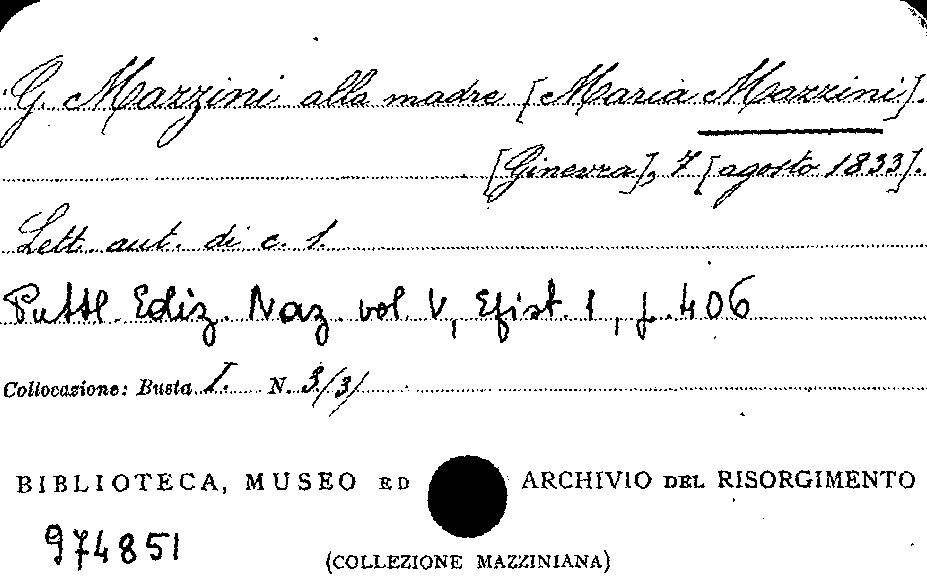 G. Mazzini alla madre [Maria Mazzini].
[Ginevra], 7 [agosto 1833].
Lett. aut. di c. 1.
Pubbl. Ediz. Naz. vol. V, Epist. I, p. 406
Collocazione: Busta I. N. 3/3/
BIBLIOTECA, MUSEO ED ARCHIVIO DEL RISORGIMENTO
974851
(COLLEZIONE MAZZINIANA)